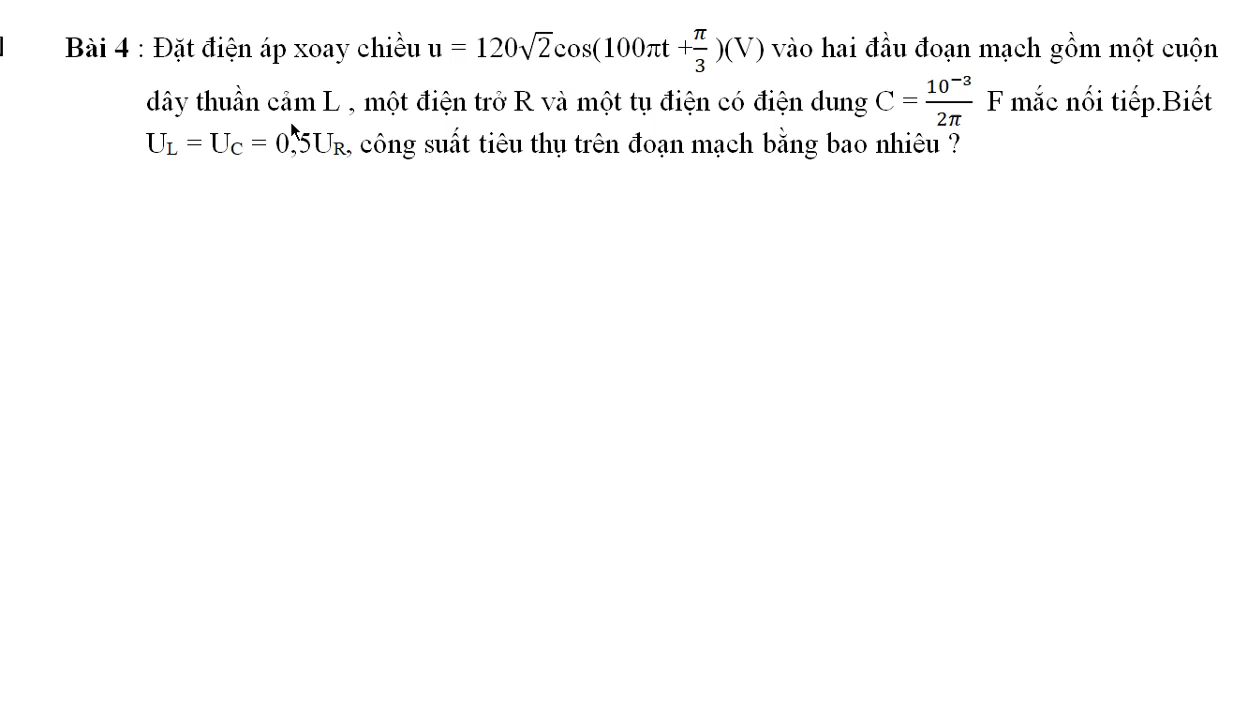 Bài 4 : Đặt điện áp xoay chiều u = 120√2cos(100πt +π/3 )(V) vào hai đầu đoạn mạch gồm một cuộn
dây thuần cảm L , một điện trở R và một tụ điện có điện dung C = 10⁻³/2π F mắc nối tiếp.Biết
U_L = U_C = 0,5U_R, công suất tiêu thụ trên đoạn mạch bằng bao nhiêu ?